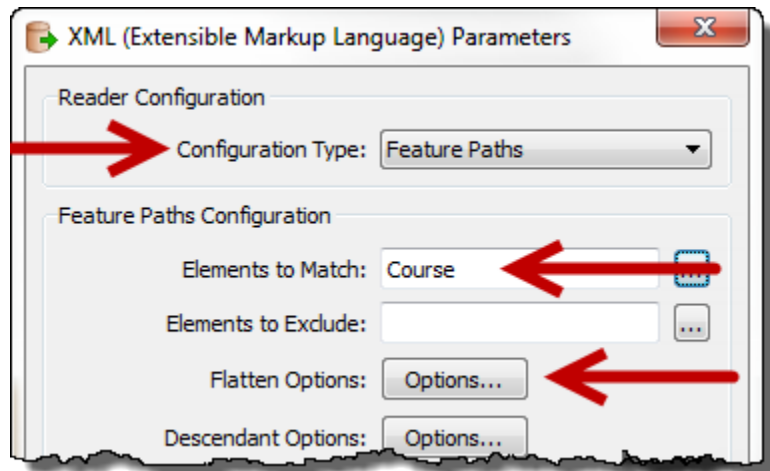 XML (Extensible Markup Language) Parameters
Reader Configuration
Configuration Type: Feature Paths
Feature Paths Configuration
Elements to Match: Course ...
Elements to Exclude: ...
Flatten Options: Options...
Descendant Options: Options...